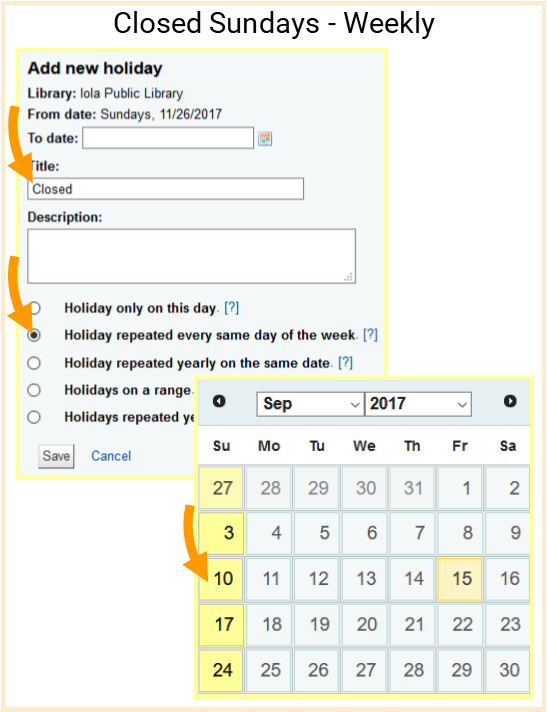 Closed Sundays - Weekly
Add new holiday
Library: Iola Public Library
From date: Sundays, 11/26/2017
To date:
Title:
Closed
Description:
Holiday only on this day. [?]
Holiday repeated every same day of the week. [?]
Holiday repeated yearly on the same date. [?]
Holidays on a range.
Holidays repeated ye
Save Cancel
Sep 2017
Su Mo Tu We Th Fr Sa
27 28 29 30 31 1 2
3 4 5 6 7 8 9
10 11 12 13 14 15 16
17 18 19 20 21 22 23
24 25 26 27 28 29 30